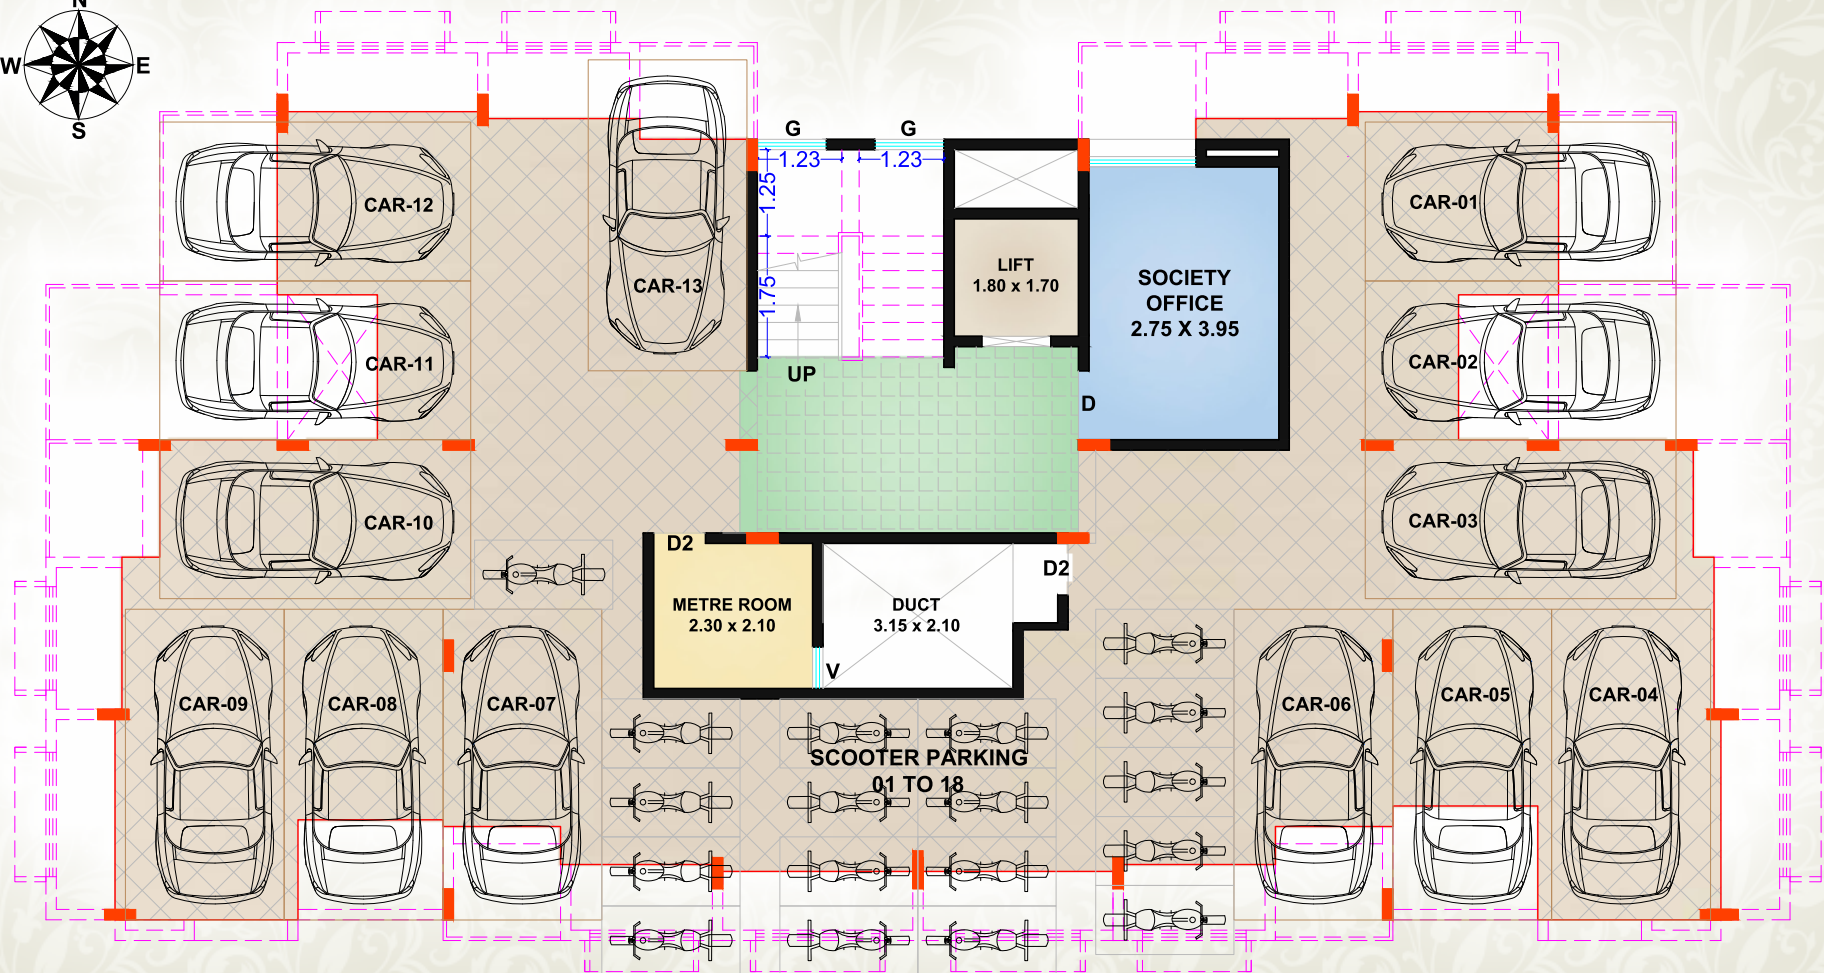 N
W
E
S
G
G
1.23
1.23
1.25
1.75
CAR-12
CAR-13
CAR-01
LIFT
1.80 x 1.70
SOCIETY
OFFICE
2.75 X 3.95
CAR-11
UP
CAR-02
D
CAR-10
CAR-03
D2
D2
METRE ROOM
2.30 x 2.10
DUCT
3.15 x 2.10
V
CAR-09
CAR-08
CAR-07
CAR-06
CAR-05
CAR-04
SCOOTER PARKING
01 TO 18